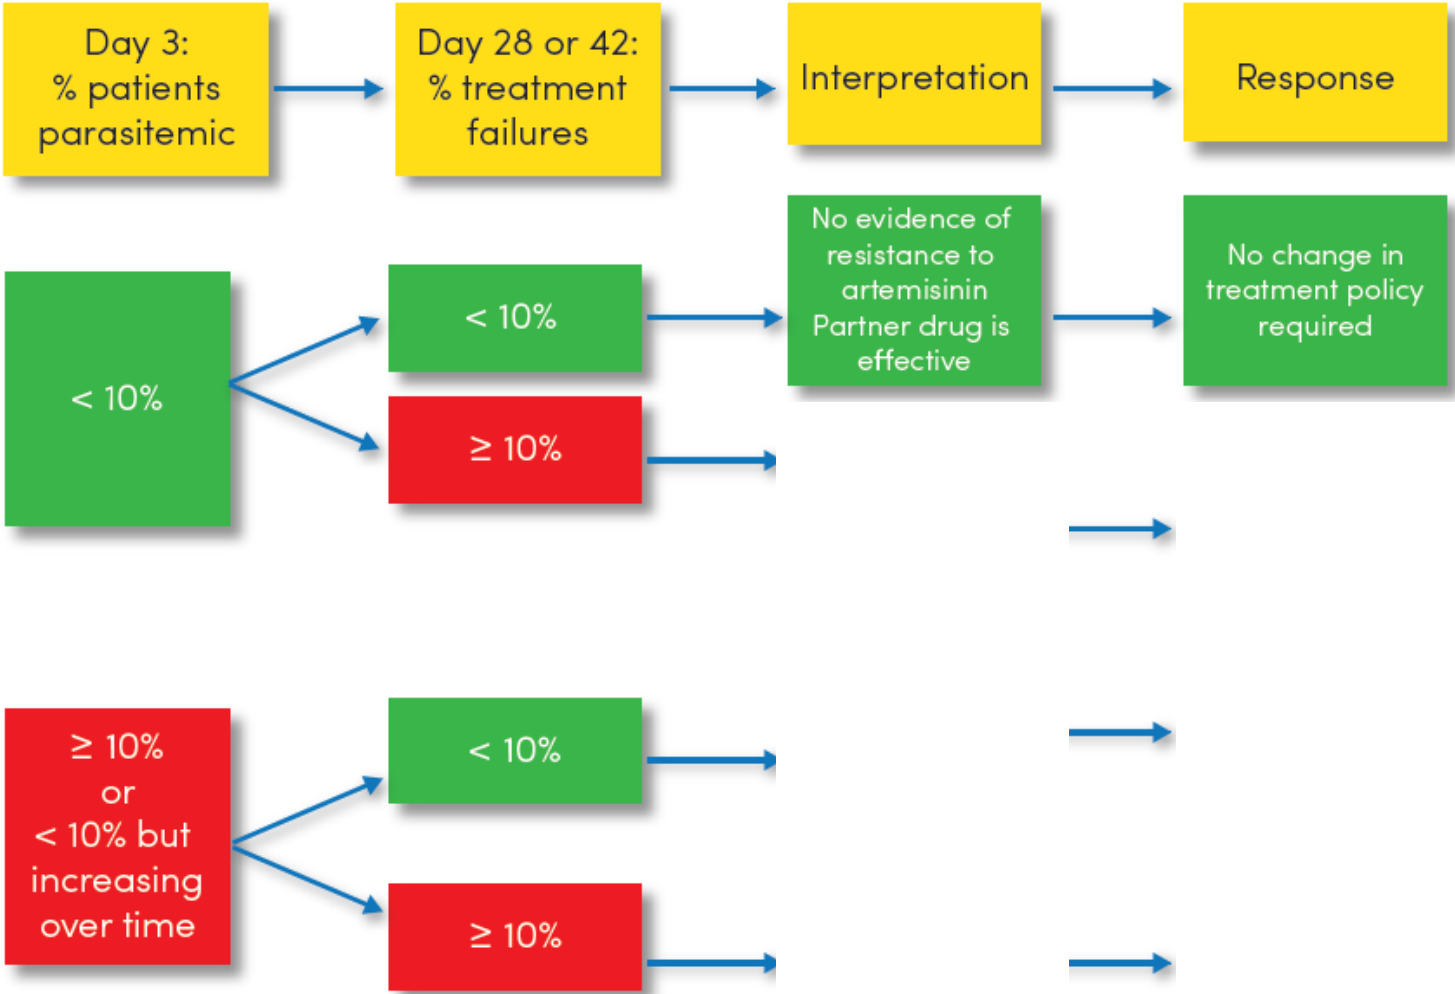 Day 3:
% patients
parasitemic
Day 28 or 42:
% treatment
failures
Interpretation
Response
< 10%
< 10%
No evidence of
resistance to
artemisinin
Partner drug is
effective
No change in
treatment policy
required
≥ 10%
≥ 10%
or
< 10% but
increasing
over time
< 10%
≥ 10%